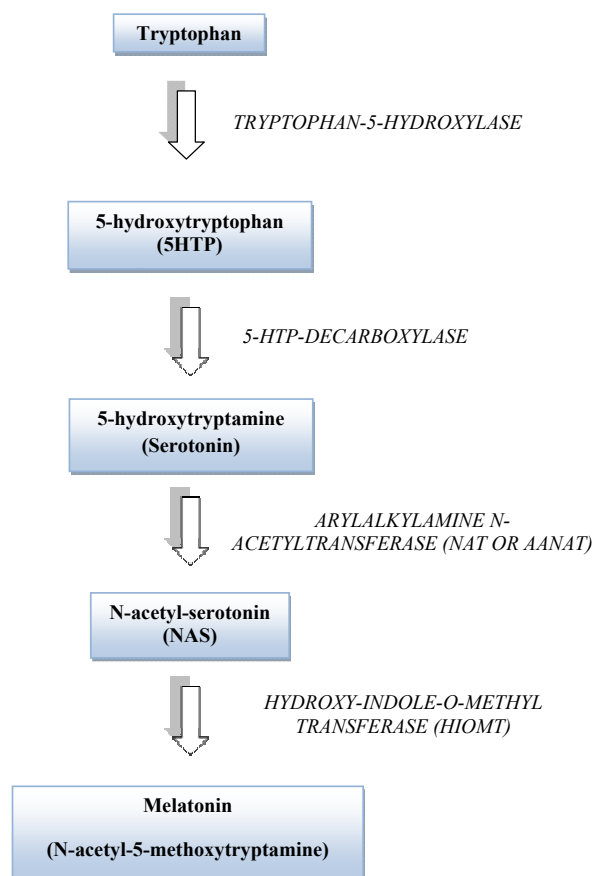 Tryptophan
TRYPTOPHAN-5-HYDROXYLASE
5-hydroxytryptophan
(5HTP)
5-HTP-DECARBOXYLASE
5-hydroxytryptamine
(Serotonin)
ARYLALKYLAMINE N-
ACETYLTRANSFERASE (NAT OR AANAT)
N-acetyl-serotonin
(NAS)
HYDROXY-INDOLE-O-METHYL
TRANSFERASE (HIOMT)
Melatonin
(N-acetyl-5-methoxytryptamine)